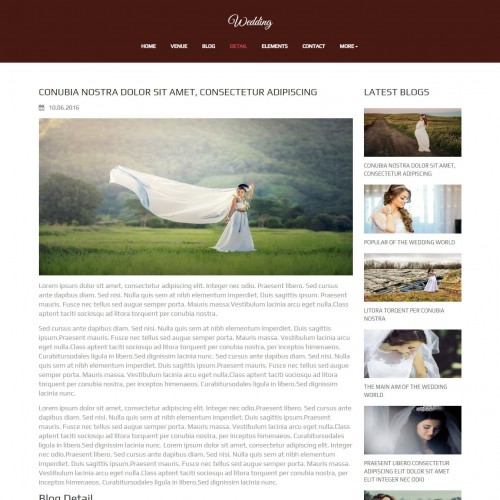 Wedding
HOME VENUE BLOG DETAIL ELEMENTS CONTACT MORE
CONUBIA NOSTRA DOLOR SIT AMET, CONSECTETUR ADIPISCING
10.06.2016
Lorem ipsum dolor sit amet, consectetur adipiscing elit. Integer nec odio. Praesent libero. Sed cursus
ante dapibus diam. Sed nisi. Nulla quis sem at nibh elementum imperdiet. Duis sagittis ipsum. Praesent
mauris. Fusce nec tellus sed augue semper porta. Mauris massa.Vestibulum lacinia arcu eget nulla.Class
aptent taciti sociosqu ad litora torquent per conubia nostra.
Sed cursus ante dapibus diam. Sed nisi. Nulla quis sem at nibh elementum imperdiet. Duis sagittis
ipsum.Praesent mauris. Fusce nec tellus sed augue semper porta. Mauris massa. Vestibulum lacinia arcu
eget nulla.Class aptent taciti sociosqu ad litora torquent per conubia nostra, per inceptos himenaeos.
Curabitursodales ligula in libero.Sed dignissim lacinia nunc. Sed cursus ante dapibus diam. Sed nisi.
Nulla quis sem at nibh elementum imperdiet. Duis sagittis ipsum.Praesent mauris. Fusce nec tellus sed
augue semper porta. Mauris massa. Vestibulum lacinia arcu eget nulla.Class aptent taciti sociosqu ad
litora torquent per conubia nostra, per inceptos himenaeos. Curabitursodales ligula in libero.Sed
dignissim lacinia nunc.
Lorem ipsum dolor sit amet, consectetur adipiscing elit. Integer nec odio.Praesent libero. Sed cursus
ante dapibus diam. Sed nisi. Nulla quis sem at nibh elementum imperdiet. Duis sagittis ipsum.Praesent
mauris. Fusce nec tellus sed augue semper porta. Mauris massa. Vestibulum lacinia arcu eget nulla.Class
aptent taciti sociosqu ad litora torquent per conubia nostra, per inceptos himenaeos. Curabitursodales
ligula in libero.Sed dignissim lacinia nunc. Lorem ipsum dolor sit amet, consectetur adipiscing elit. Integer
nec odio.Praesent libero. Sed cursus ante dapibus diam. Sed nisi. Nulla quis sem at nibh elementum
imperdiet. Duis sagittis ipsum.Praesent mauris. Fusce nec tellus sed augue semper porta. Mauris massa.
Vestibulum lacinia arcu eget nulla.Class aptent taciti sociosqu ad litora torquent per conubia nostra, per
inceptos himenaeos. Curabitursodales ligula in libero.Sed dignissim lacinia nunc.
Blog Detail
LATEST BLOGS
CONUBIA NOSTRA DOLOR SIT AMET,
CONSECTETUR ADIPISCING
POPULAR OF THE WEDDING WORLD
LITORA TORQENT PER CONUBIA
NOSTRA
THE MAIN AIM OF THE WEDDING
WORLD
PRAESENT LIBERO CONSECTETUR
ADIPISCING ELIT DOLOR SIT AMET
ELIT INTEGER NEC ODIO